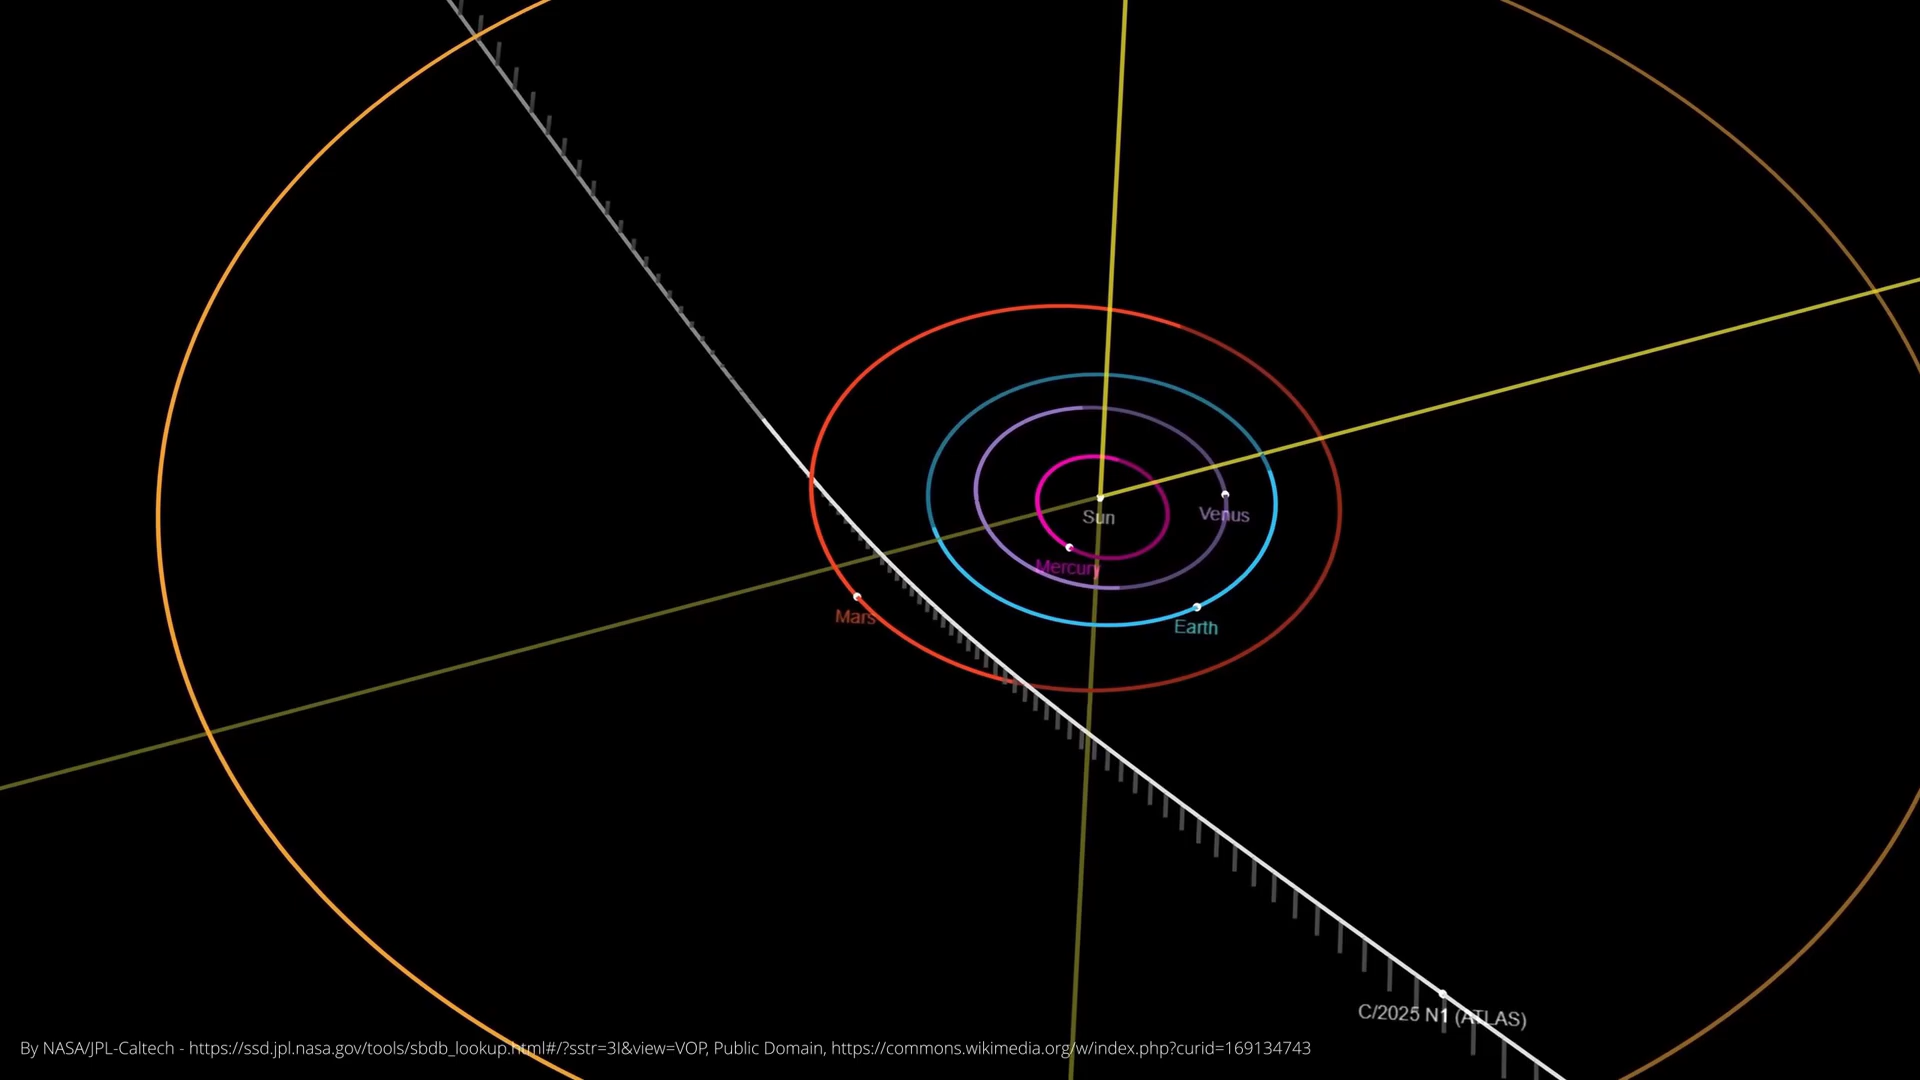 Sun
Venus
Mercury
Mars
Earth
C/2025 N1 (ATLAS)
By NASA/JPL-Caltech - https://ssd.jpl.nasa.gov/tools/sbdb_lookup.html#/?sstr=3I&view=VOP, Public Domain, https://commons.wikimedia.org/w/index.php?curid=169134743